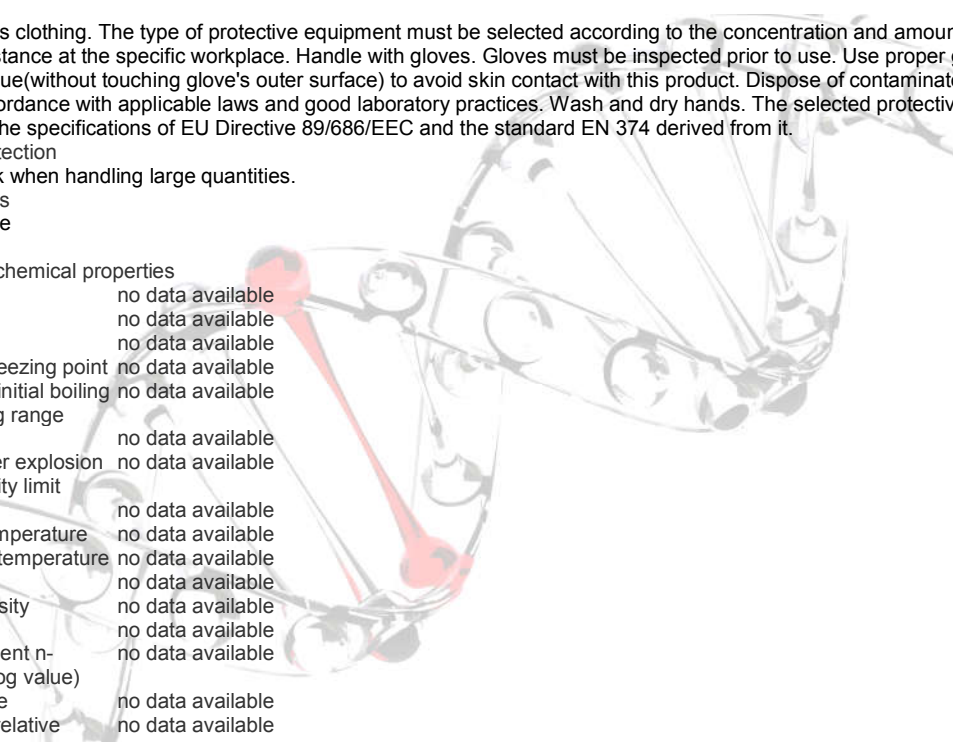 s clothing. The type of protective equipment must be selected according to the concentration and amoun
stance at the specific workplace. Handle with gloves. Gloves must be inspected prior to use. Use proper g
ue(without touching glove's outer surface) to avoid skin contact with this product. Dispose of contaminate
ordance with applicable laws and good laboratory practices. Wash and dry hands. The selected protectiv
he specifications of EU Directive 89/686/EEC and the standard EN 374 derived from it.
tection
k when handling large quantities.
s
e
chemical properties
no data available
no data available
no data available
eezing point no data available
initial boiling no data available
g range
no data available
er explosion no data available
ity limit
no data available
mperature no data available
temperature no data available
no data available
sity no data available
no data available
ent n- no data available
og value)
e no data available
relative no data available